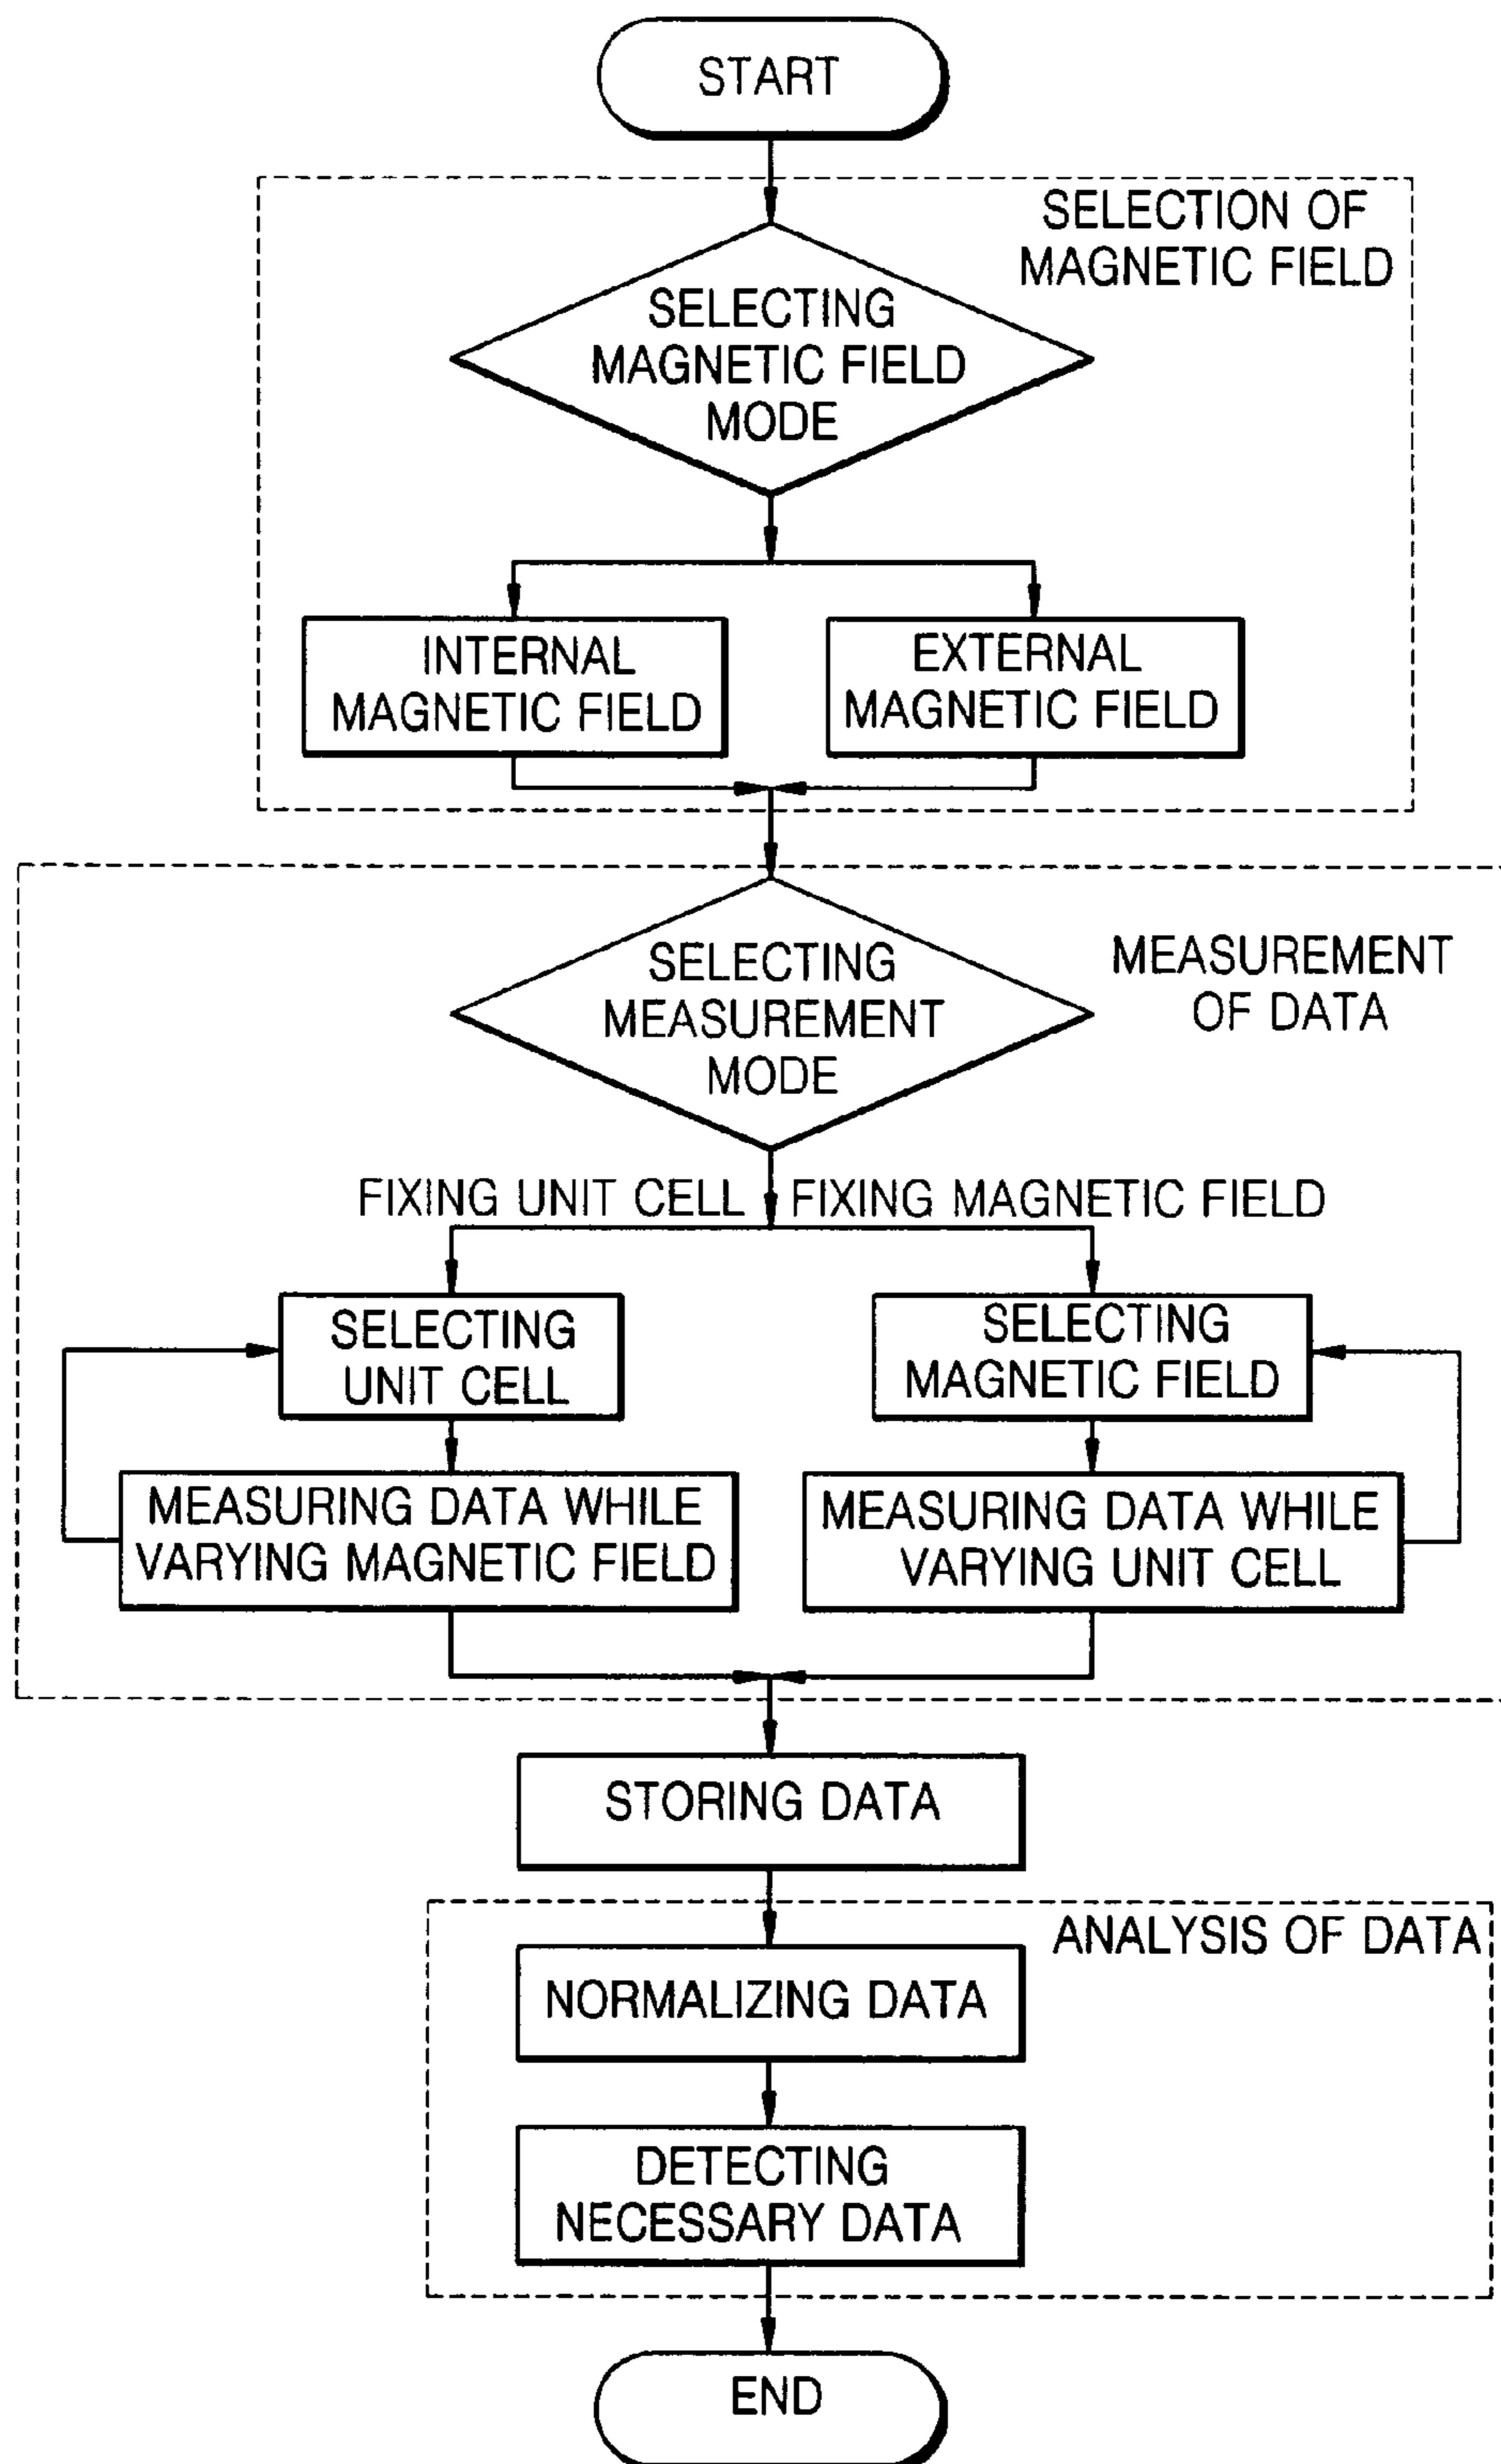 START
SELECTION OF
MAGNETIC FIELD
SELECTING
MAGNETIC FIELD
MODE
INTERNAL
MAGNETIC FIELD
EXTERNAL
MAGNETIC FIELD
SELECTING
MEASUREMENT
MODE
MEASUREMENT
OF DATA
FIXING UNIT CELL
FIXING MAGNETIC FIELD
SELECTING
UNIT CELL
SELECTING
MAGNETIC FIELD
MEASURING DATA WHILE
VARYING MAGNETIC FIELD
MEASURING DATA WHILE
VARYING UNIT CELL
STORING DATA
ANALYSIS OF DATA
NORMALIZING DATA
DETECTING
NECESSARY DATA
END